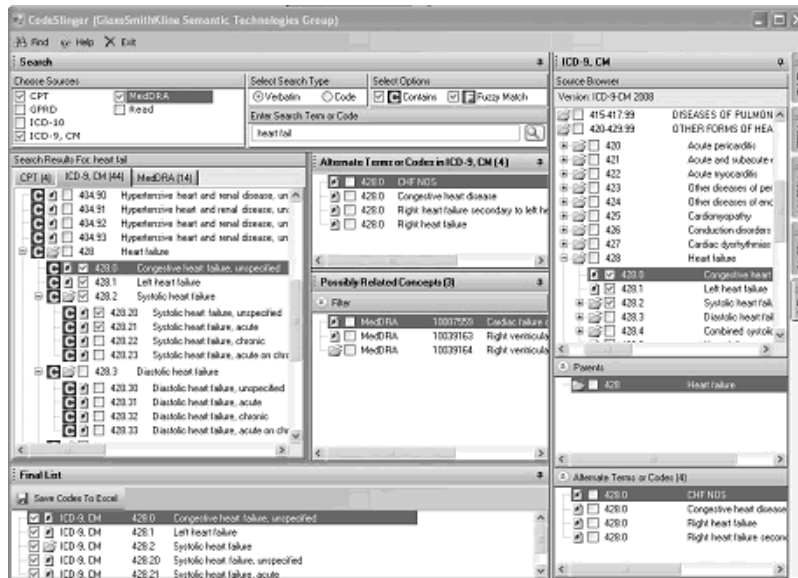 CodeSlinger (GlaxoSmithKline Semantic Technologies Group)
Find Help Exit
Search
Choose Sources
CPT
MedDRA
GPRD
Read
ICD-10
ICD-9, CM
Select Search Type
Verbatim Code
Select Options
C Contains F Fuzzy Match
Enter Search Term or Code
heart fail
Search Results For: heart fail
CPT (4) ICD-9, CM (44) MedDRA (14)
404.90 Hypertensive heart and renal disease, un
404.91 Hypertensive heart and renal disease, un
404.92 Hypertensive heart and renal disease, un
404.93 Hypertensive heart and renal disease, un
428 Heart failure
428.0 Congestive heart failure, unspecified
428.1 Left heart failure
428.2 Systolic heart failure
428.20 Systolic heart failure, unspecified
428.21 Systolic heart failure, acute
428.22 Systolic heart failure, chronic
428.23 Systolic heart failure, acute on chro
428.3 Diastolic heart failure
428.30 Diastolic heart failure, unspecified
428.31 Diastolic heart failure, acute
428.32 Diastolic heart failure, chronic
428.33 Diastolic heart failure, acute on ch
Alternate Terms or Codes in ICD-9, CM (4)
428.0 CHF NOS
428.0 Congestive heart disease
428.0 Right heart failure secondary to left he
428.0 Right heart failure
Possibly Related Concepts (3)
Filter
MedDRA 10007559 Cardiac failure c
MedDRA 10039163 Right ventricula
MedDRA 10039164 Right ventricula
Final List
Save Codes To Excel
ICD-9, CM 428.0 Congestive heart failure, unspecified
ICD-9, CM 428.1 Left heart failure
ICD-9, CM 428.2 Systolic heart failure
ICD-9, CM 428.20 Systolic heart failure, unspecified
ICD-9, CM 428.21 Systolic heart failure, acute
ICD-9, CM
Source Browser
Version: ICD-9-CM 2008
415-417.99 DISEASES OF PULMON
420-429.99 OTHER FORMS OF HEA
420 Acute pericarditis
421 Acute and subacute e
422 Acute myocarditis
423 Other diseases of peri
424 Other diseases of end
425 Cardiomyopathy
426 Conduction disorders
427 Cardiac dysrhythmias
428 Heart failure
428.0 Congestive heart
428.1 Left heart failure
428.2 Systolic heart fail
428.3 Diastolic heart fail
428.4 Combined systolic
Parents
428 Heart failure
Alternate Terms or Codes (4)
428.0 CHF NOS
428.0 Congestive heart disease
428.0 Right heart failure
428.0 Right heart failure secon